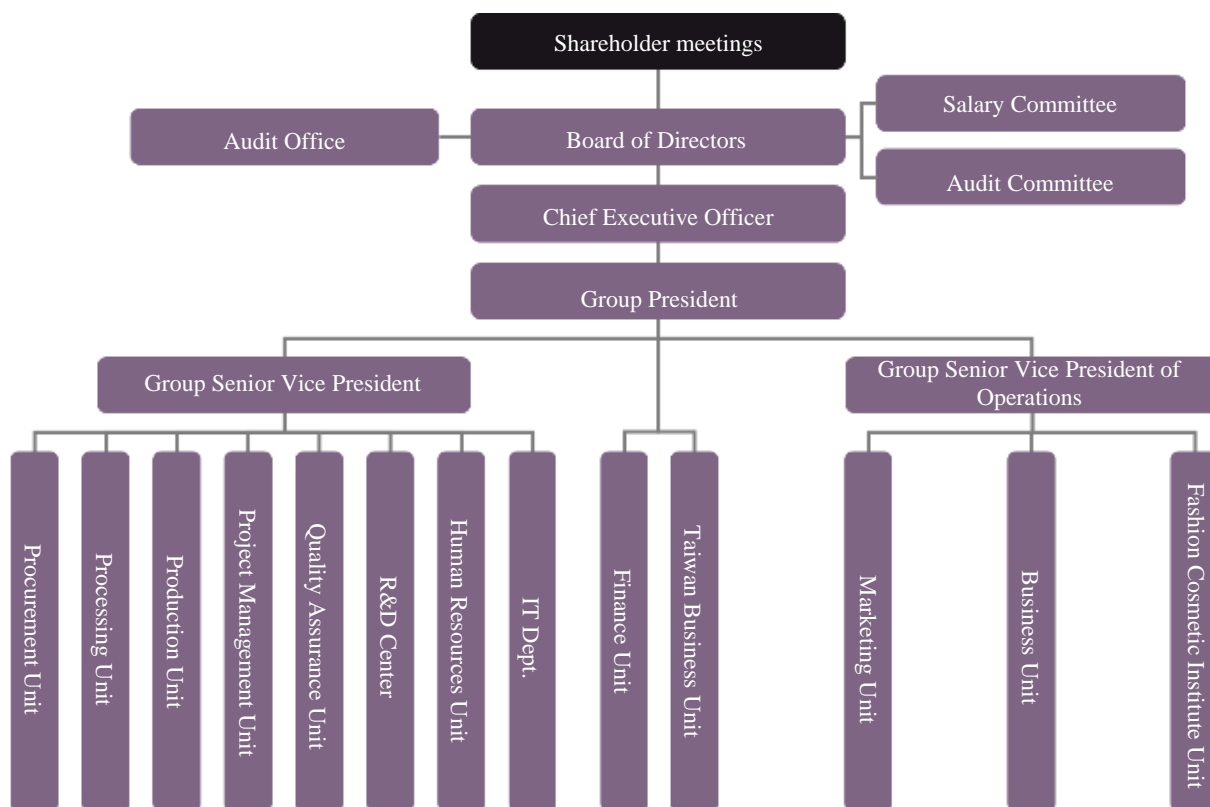 Shareholder meetings
Salary Committee
Audit Office
Board of Directors
Audit Committee
Chief Executive Officer
Group President
Group Senior Vice President
Group Senior Vice President of
Operations
Procurement Unit
Processing Unit
Production Unit
Project Management Unit
Quality Assurance Unit
R&D Center
Human Resources Unit
IT Dept.
Finance Unit
Taiwan Business Unit
Marketing Unit
Business Unit
Fashion Cosmetic Institute Unit